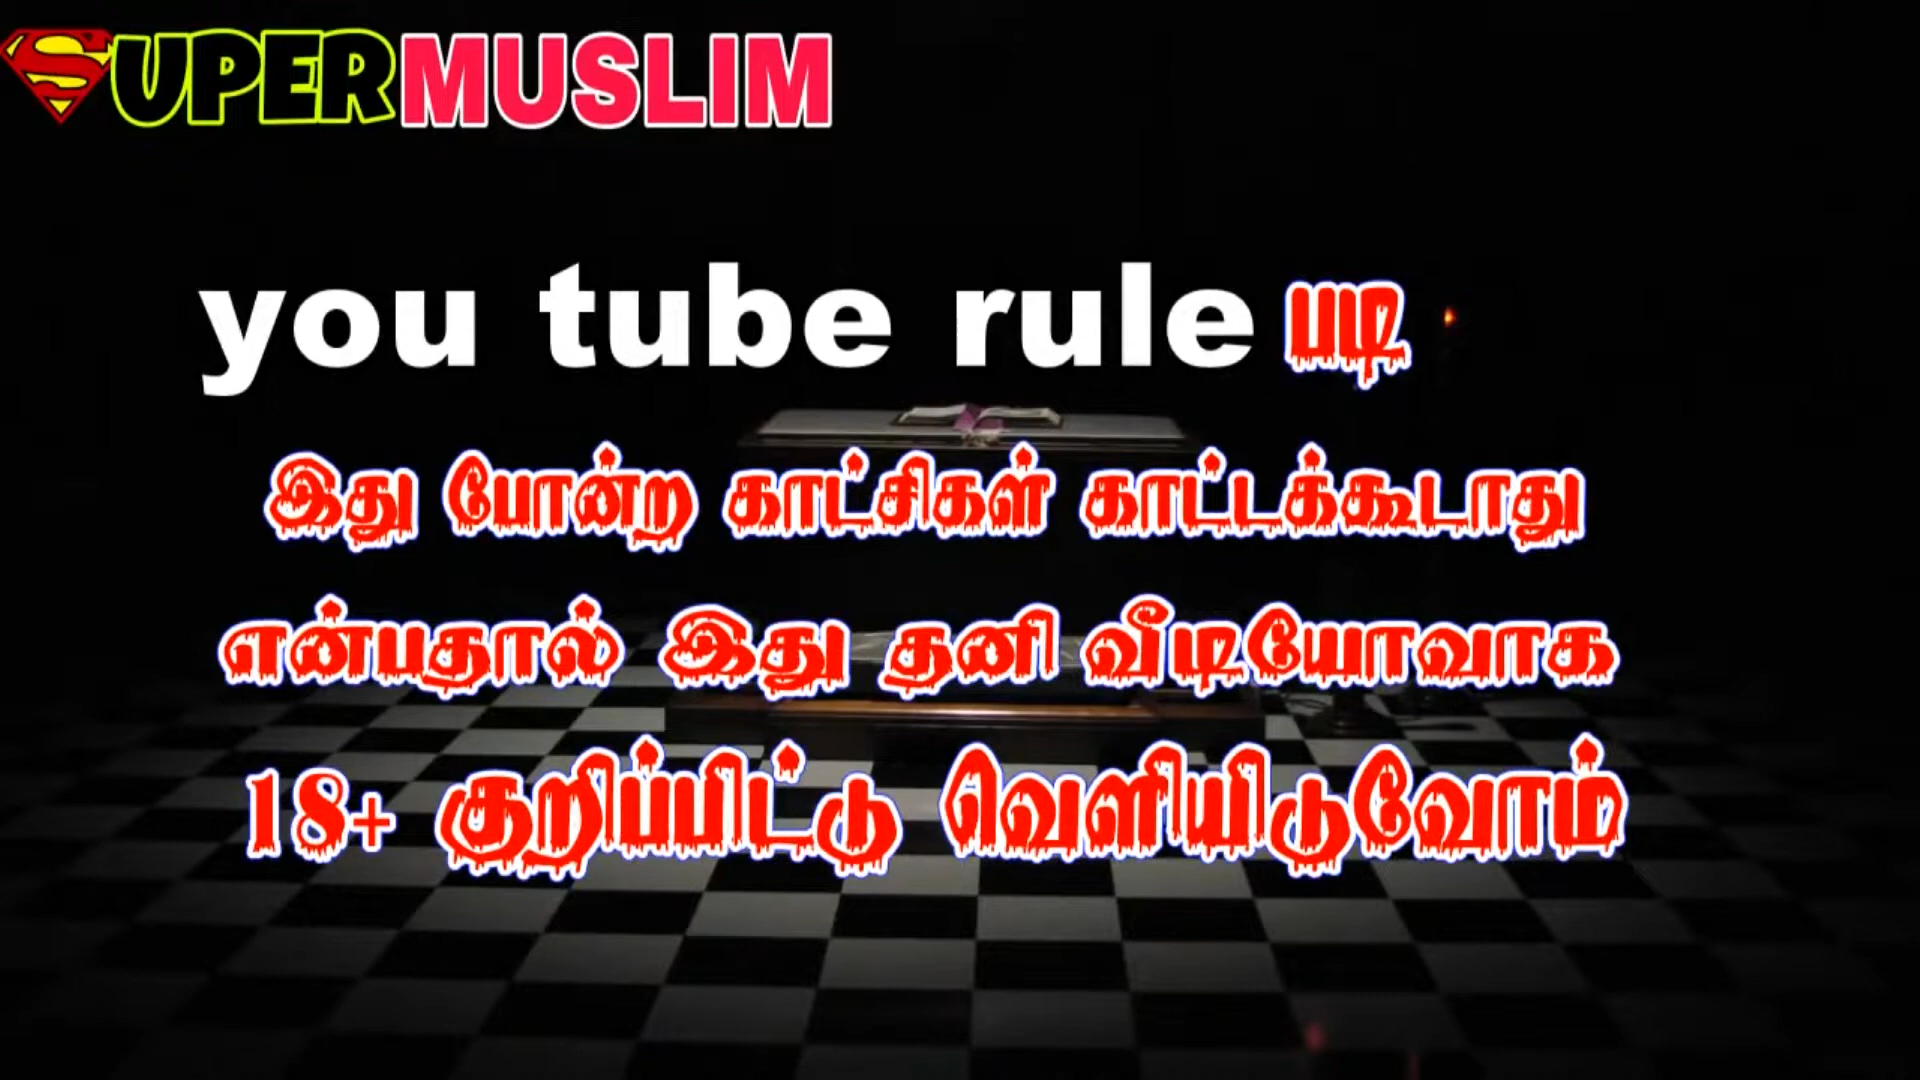 SUPERMUSLIM
you tube rule படி
இது போன்ற காட்சிகள் காட்டக்கூடாது
என்பதால் இது தனி வீடியோவாக
18+ குறிப்பிட்டு வெளியிடுவோம்